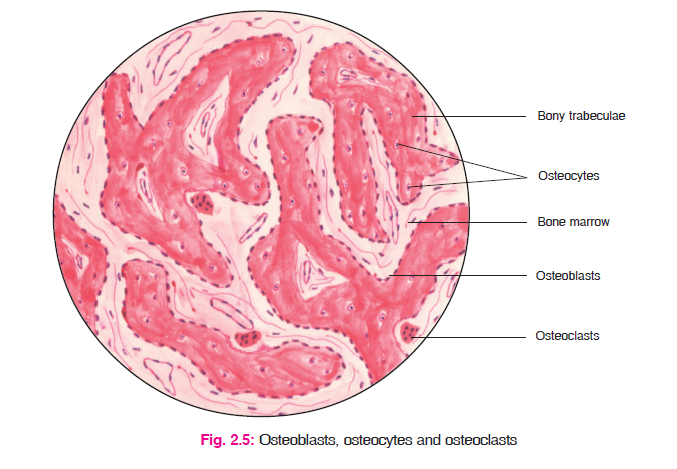 Bony trabeculae
Osteocytes
Bone marrow
Osteoblasts
Osteoclasts
Fig. 2.5: Osteoblasts, osteocytes and osteoclasts